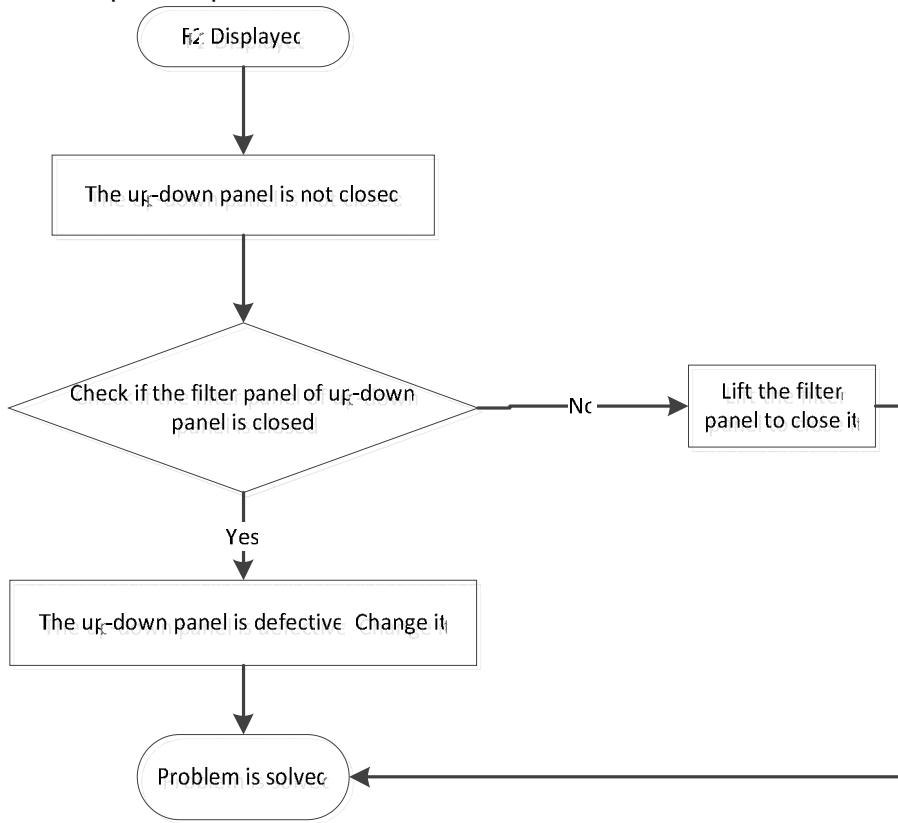 Displayed
The up-down panel is not closed
Check if the filter panel of up-down
panel is closed
No
Lift the filter
panel to close it
Yes
The up-down panel is defective Change it
Problem is solved